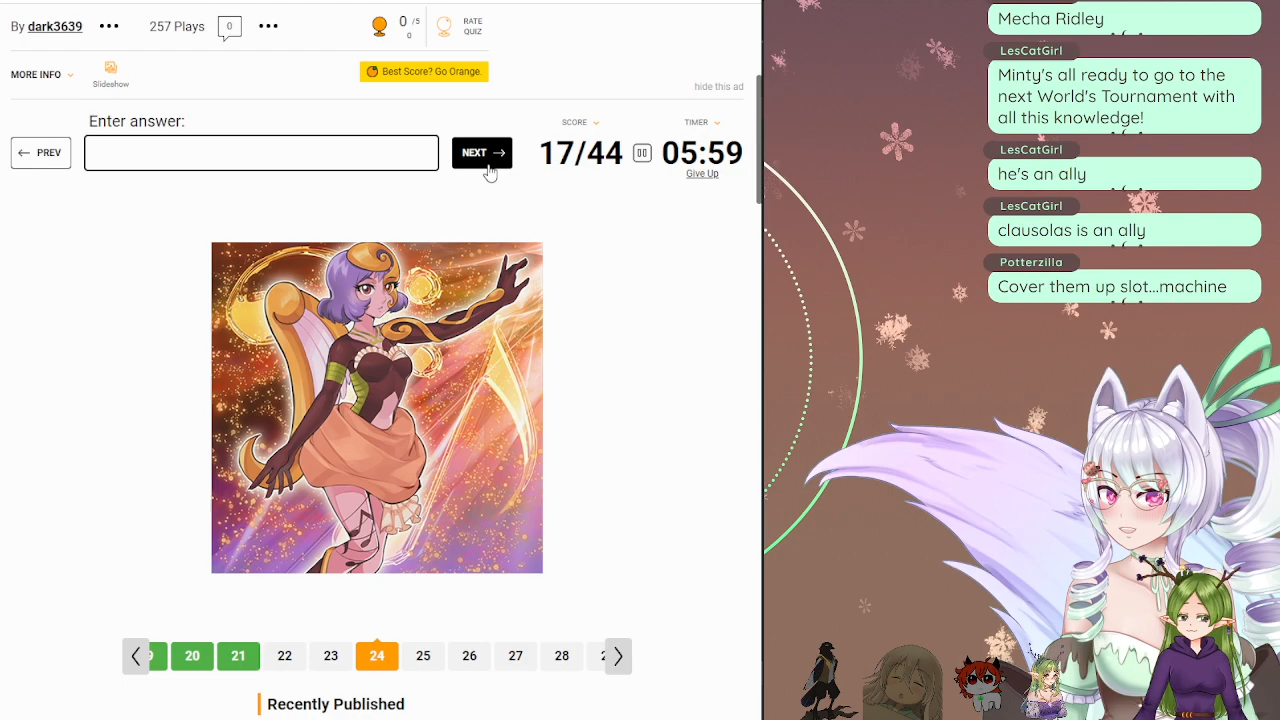 By dark3639 •••
257 Plays
0
•••
0 /5
0
RATE
QUIZ
MORE INFO
Slideshow
Best Score? Go Orange.
hide this ad
Enter answer:
← PREV
NEXT →
SCORE
17/44
TIMER
05:59
Give Up
20 21 22 23 24 25 26 27 28
Recently Published
Mecha Ridley
LesCatGirl
Minty's all ready to go to the
next World's Tournament with
all this knowledge!
LesCatGirl
he's an ally
LesCatGirl
clausolas is an ally
Potterzilla
Cover them up slot...machine